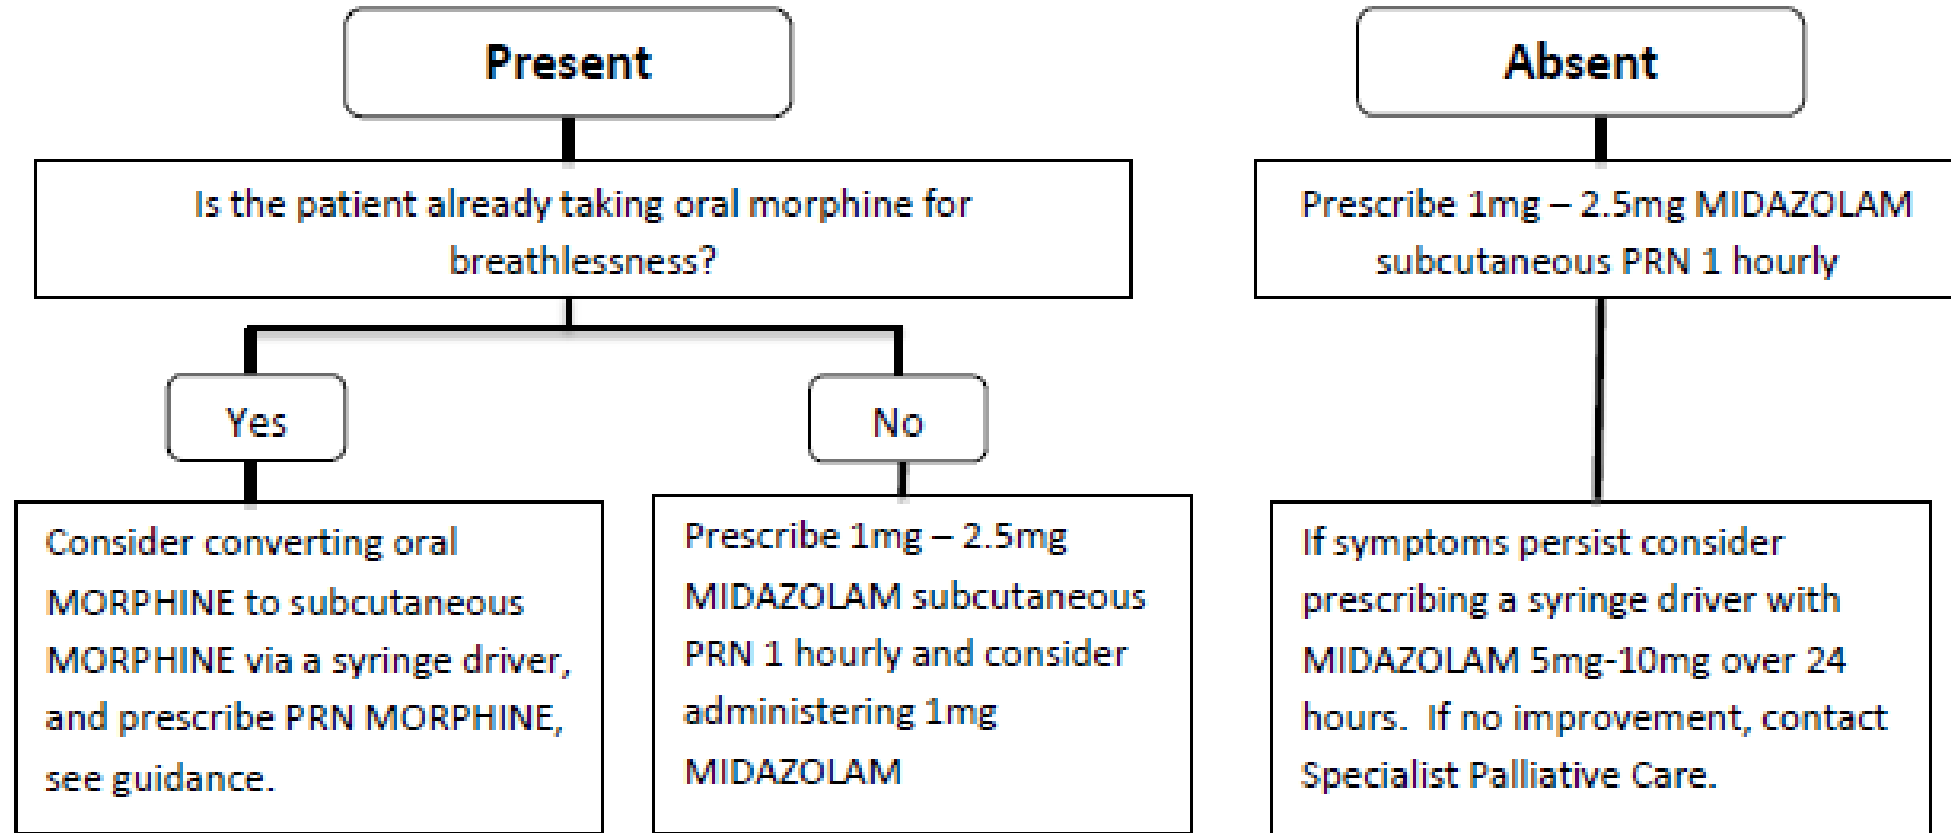 Present
Absent
Is the patient already taking oral morphine for
breathlessness?
Prescribe 1mg – 2.5mg MIDAZOLAM
subcutaneous PRN 1 hourly
Yes
No
Consider converting oral
MORPHINE to subcutaneous
MORPHINE via a syringe driver,
and prescribe PRN MORPHINE,
see guidance.
Prescribe 1mg – 2.5mg
MIDAZOLAM subcutaneous
PRN 1 hourly and consider
administering 1mg
MIDAZOLAM
If symptoms persist consider
prescribing a syringe driver with
MIDAZOLAM 5mg-10mg over 24
hours.  If no improvement, contact
Specialist Palliative Care.